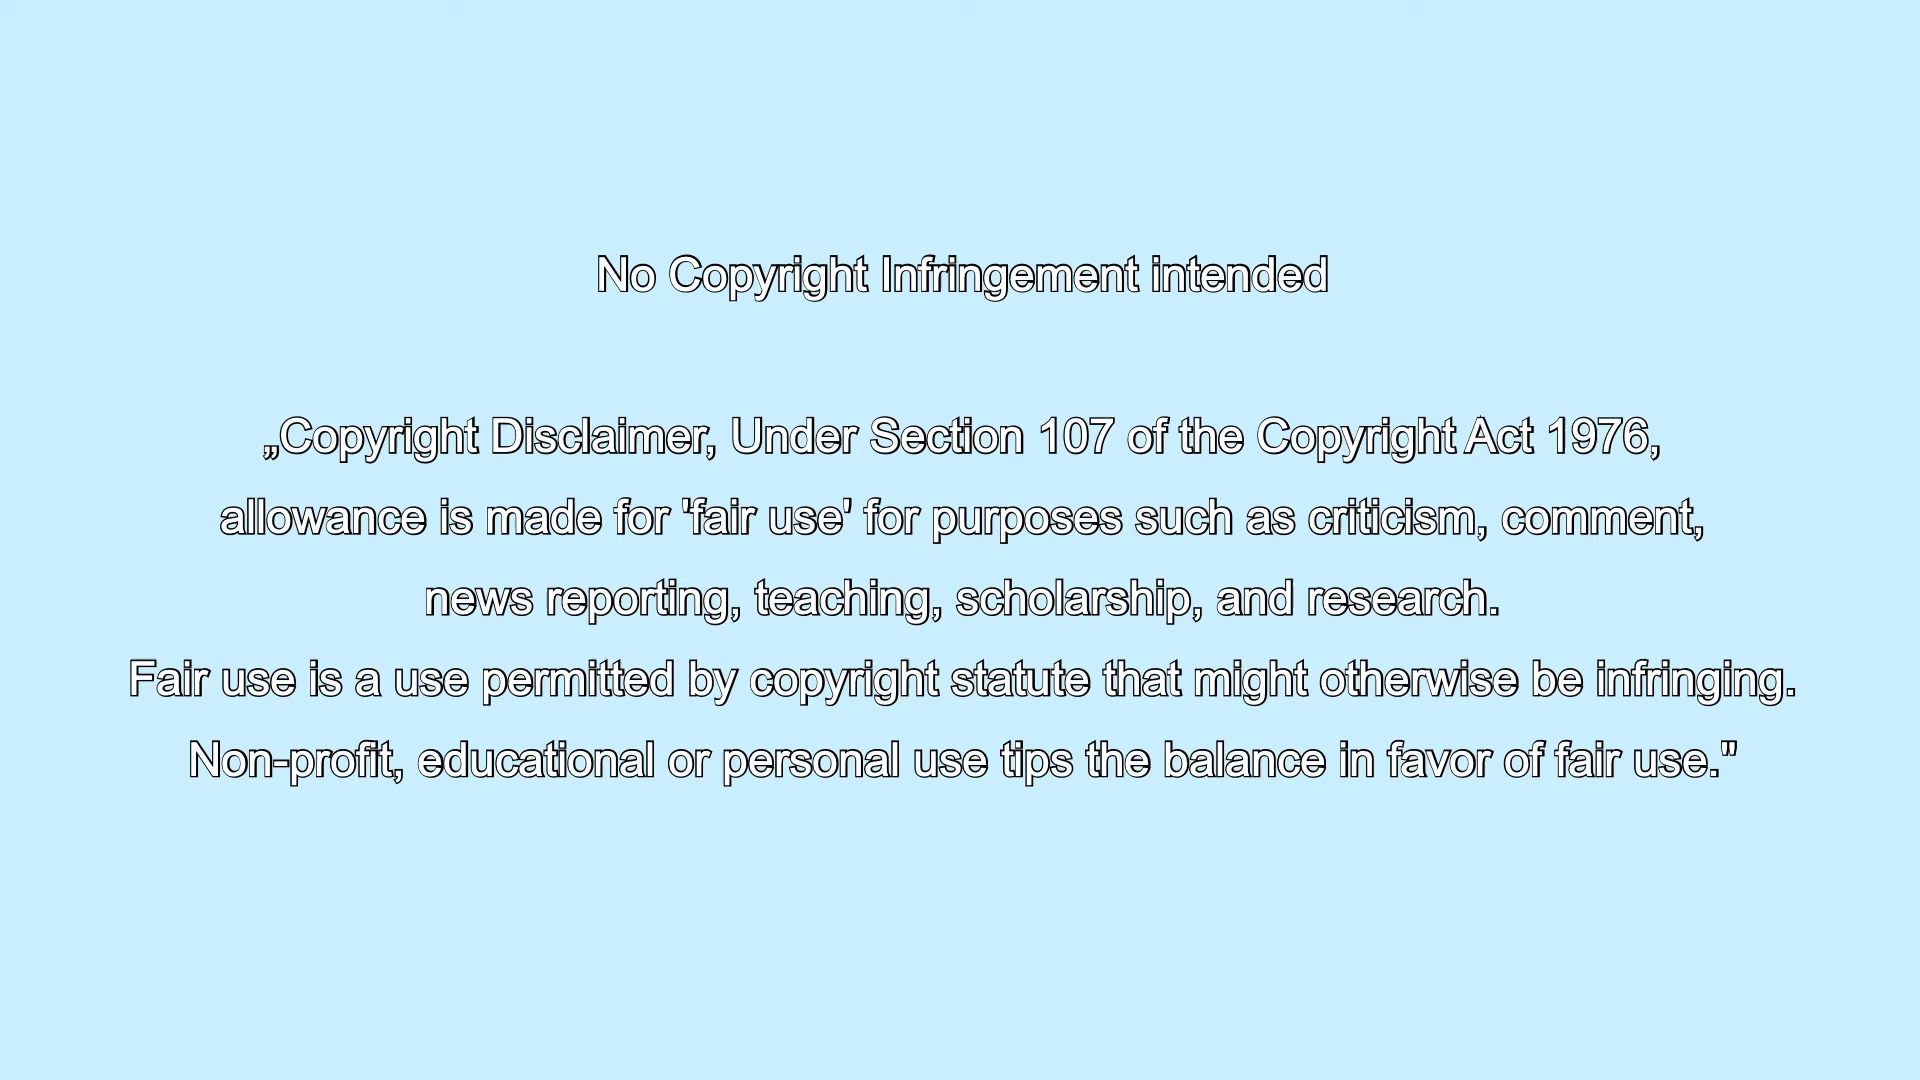 No Copyright Infringement intended
„Copyright Disclaimer, Under Section 107 of the Copyright Act 1976,
allowance is made for 'fair use' for purposes such as criticism, comment,
news reporting, teaching, scholarship, and research.
Fair use is a use permitted by copyright statute that might otherwise be infringing.
Non-profit, educational or personal use tips the balance in favor of fair use."